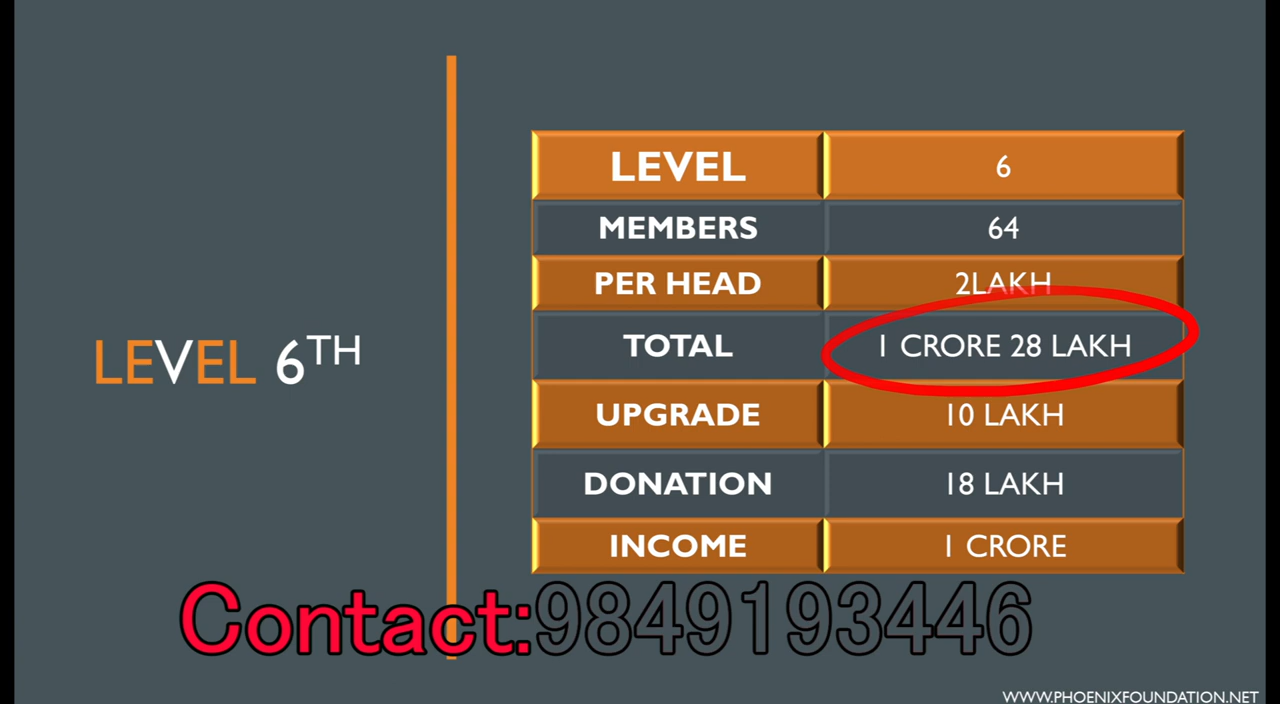 LEVEL 6TH
LEVEL 6
MEMBERS 64
PER HEAD 2LAKH
TOTAL 1 CRORE 28 LAKH
UPGRADE 10 LAKH
DONATION 18 LAKH
INCOME 1 CRORE
Contact:9849193446
WWW.PHOENIXFOUNDATION.NET